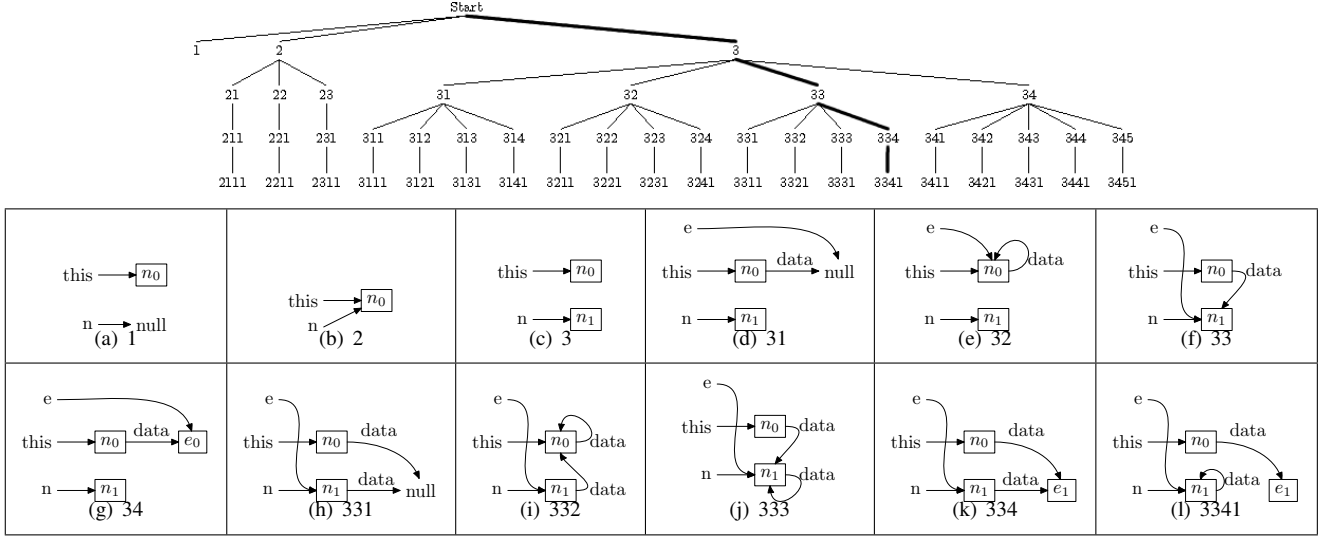 Start
1 2 3
21 22 23 31 32 33 34
211 221 231 311 312 313 314 321 322 323 324 331 332 333 334 341 342 343 344 345
2111 2211 2311 3111 3121 3131 3141 3211 3221 3231 3241 3311 3321 3331 3341 3411 3421 3431 3441 3451
this n₀
n null
(a) 1
this n₀
n
(b) 2
this n₀
n n₁
(c) 3
e
this n₀ data null
n n₁
(d) 31
e
this n₀ data
n n₁
(e) 32
e
this n₀ data
n n₁
(f) 33
e
this n₀ data e₀
n n₁
(g) 34
e
this n₀ data
n n₁ data null
(h) 331
e
this n₀ data
n n₁ data
(i) 332
e
this n₀ data
n n₁ data
(j) 333
e
this n₀ data
n n₁ data e₁
(k) 334
e
this n₀ data
n n₁ data e₁
(l) 3341